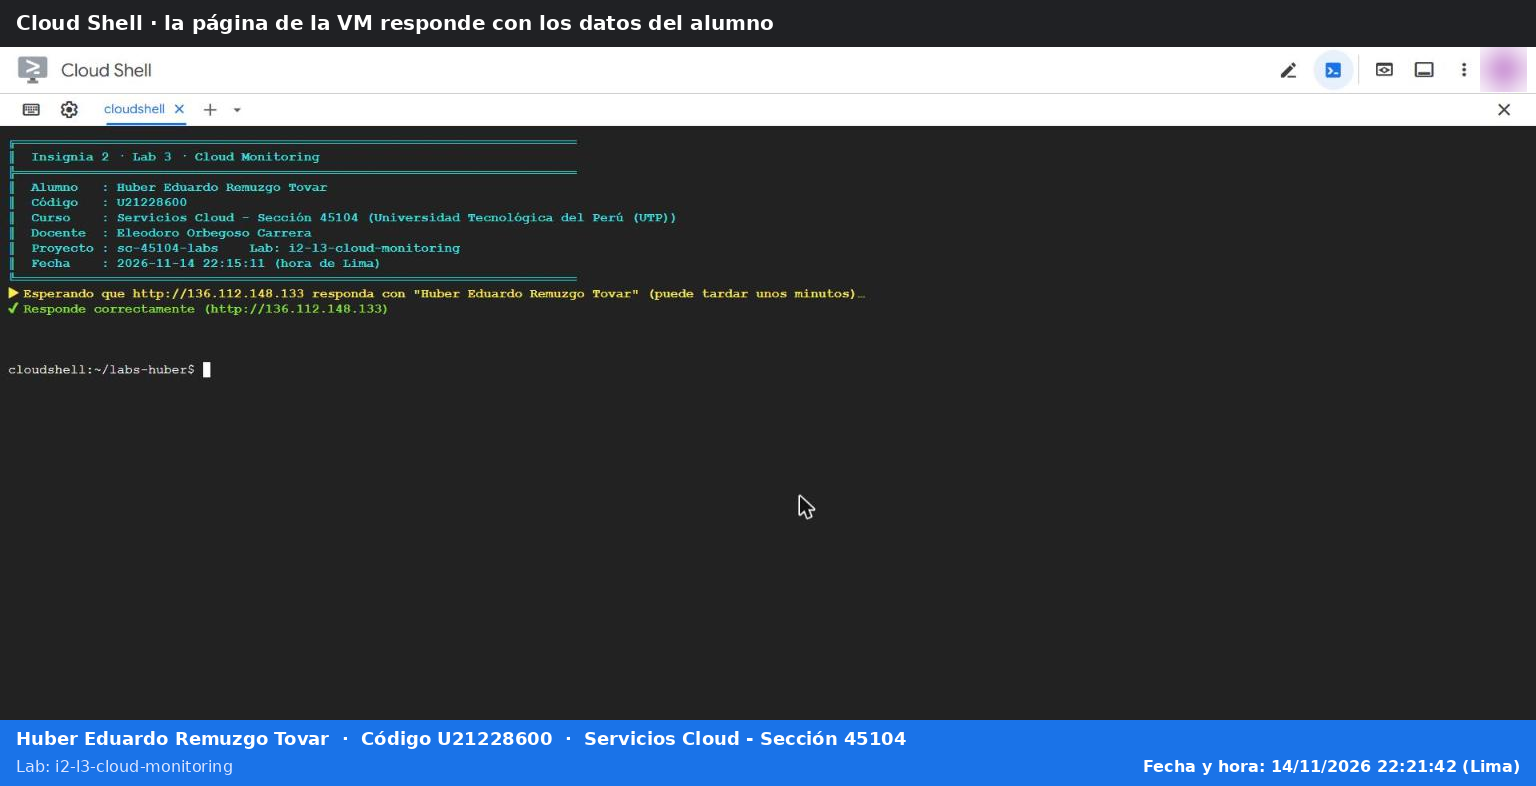 Cloud Shell · la página de la VM responde con los datos del alumno
Cloud Shell
cloudshell
Insignia 2 · Lab 3 · Cloud Monitoring
Alumno : Huber Eduardo Remuzgo Tovar
Código : U21228600
Curso : Servicios Cloud - Sección 45104 (Universidad Tecnológica del Perú (UTP))
Docente : Eleodoro Orbegoso Carrera
Proyecto : sc-45104-labs Lab: i2-l3-cloud-monitoring
Fecha : 2026-11-14 22:15:11 (hora de Lima)
▶ Esperando que http://136.112.148.133 responda con "Huber Eduardo Remuzgo Tovar" (puede tardar unos minutos)…
✔ Responde correctamente (http://136.112.148.133)
cloudshell:~/labs-huber$
Huber Eduardo Remuzgo Tovar · Código U21228600 · Servicios Cloud - Sección 45104
Lab: i2-l3-cloud-monitoring
Fecha y hora: 14/11/2026 22:21:42 (Lima)